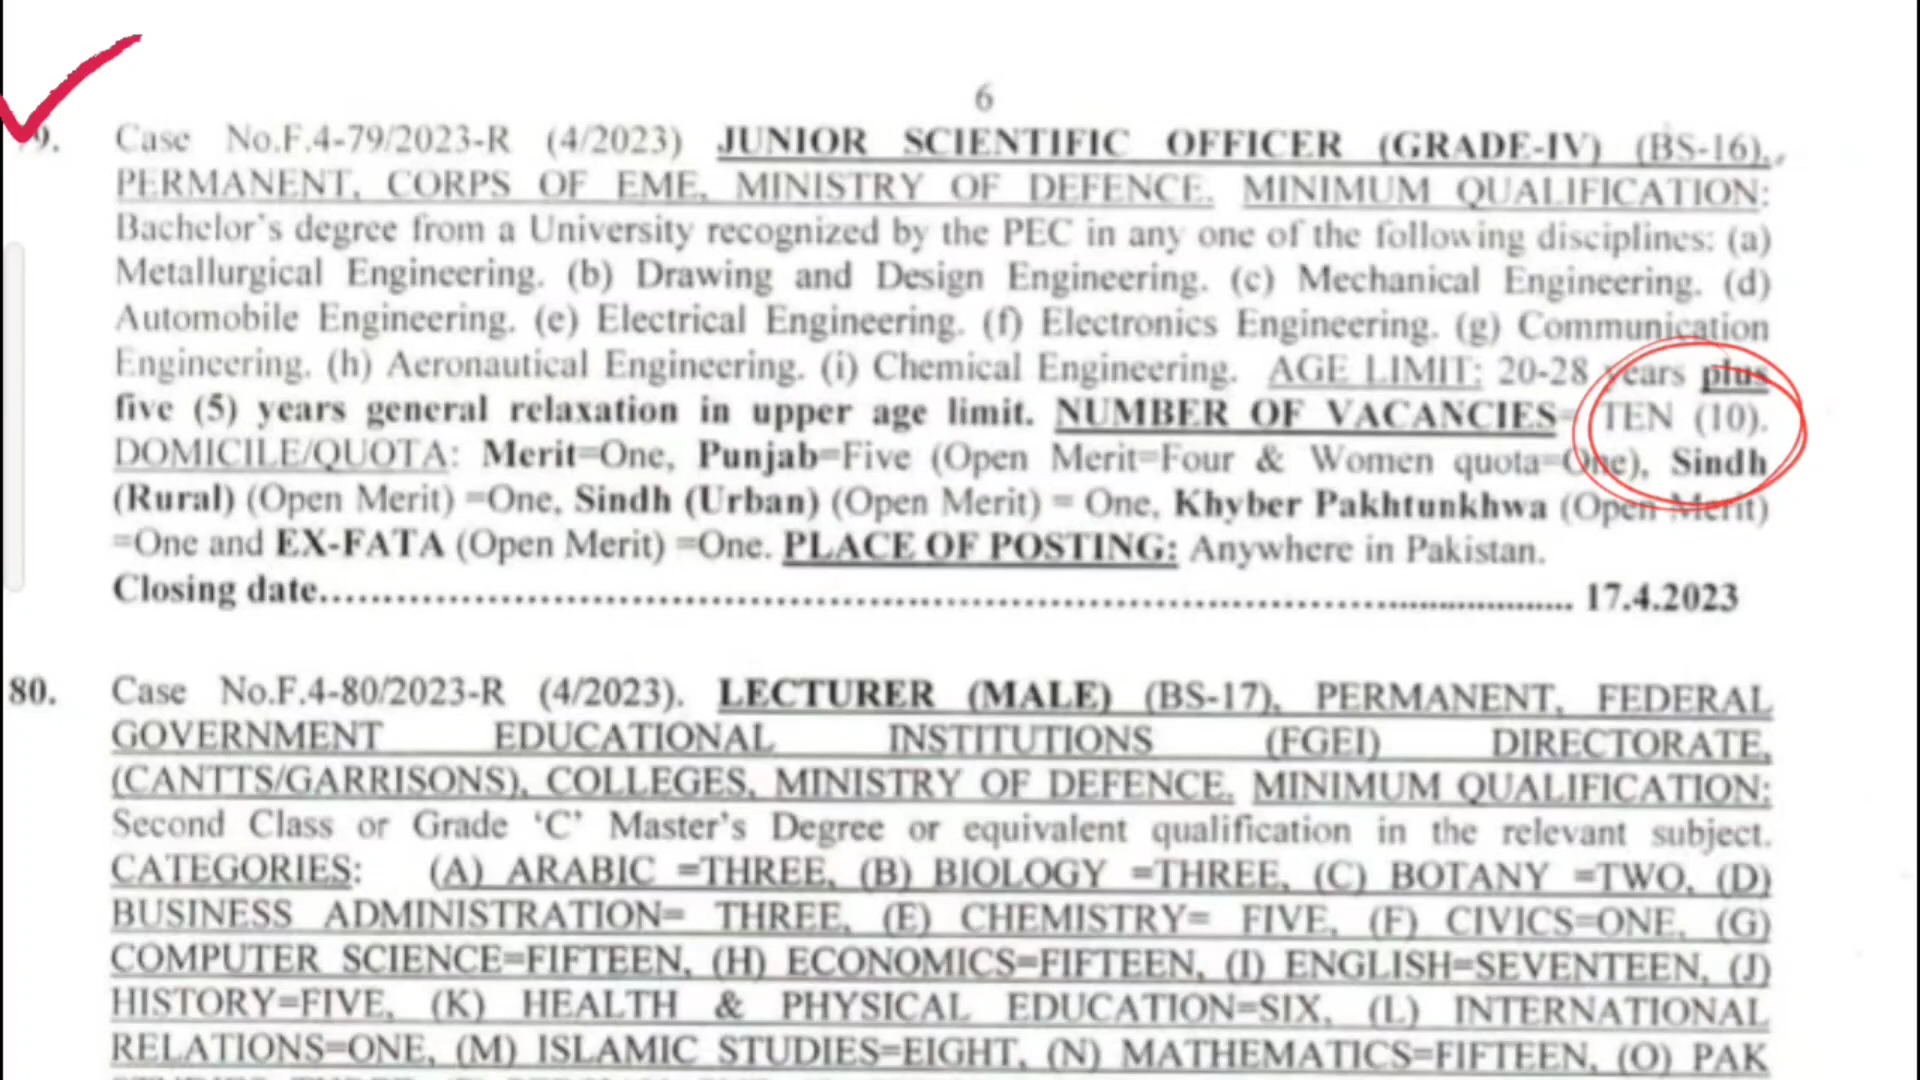 6
79. Case No.F.4-79/2023-R (4/2023) JUNIOR SCIENTIFIC OFFICER (GRADE-IV) (BS-16),
PERMANENT, CORPS OF EME, MINISTRY OF DEFENCE. MINIMUM QUALIFICATION:
Bachelor's degree from a University recognized by the PEC in any one of the following disciplines: (a)
Metallurgical Engineering. (b) Drawing and Design Engineering. (c) Mechanical Engineering. (d)
Automobile Engineering. (e) Electrical Engineering. (f) Electronics Engineering. (g) Communication
Engineering. (h) Aeronautical Engineering. (i) Chemical Engineering. AGE LIMIT: 20-28 years plus
five (5) years general relaxation in upper age limit. NUMBER OF VACANCIES= TEN (10).
DOMICILE/QUOTA: Merit=One, Punjab=Five (Open Merit=Four & Women quota=One), Sindh
(Rural) (Open Merit) =One, Sindh (Urban) (Open Merit) = One, Khyber Pakhtunkhwa (Open Merit)
=One and EX-FATA (Open Merit) =One. PLACE OF POSTING: Anywhere in Pakistan.
Closing date........................................................................................................ 17.4.2023
80. Case No.F.4-80/2023-R (4/2023). LECTURER (MALE) (BS-17), PERMANENT, FEDERAL
GOVERNMENT EDUCATIONAL INSTITUTIONS (FGEI) DIRECTORATE,
(CANTTS/GARRISONS), COLLEGES, MINISTRY OF DEFENCE. MINIMUM QUALIFICATION:
Second Class or Grade 'C' Master's Degree or equivalent qualification in the relevant subject.
CATEGORIES: (A) ARABIC =THREE, (B) BIOLOGY =THREE, (C) BOTANY =TWO, (D)
BUSINESS ADMINISTRATION= THREE, (E) CHEMISTRY= FIVE, (F) CIVICS=ONE, (G)
COMPUTER SCIENCE=FIFTEEN, (H) ECONOMICS=FIFTEEN, (I) ENGLISH=SEVENTEEN, (J)
HISTORY=FIVE, (K) HEALTH & PHYSICAL EDUCATION=SIX, (L) INTERNATIONAL
RELATIONS=ONE, (M) ISLAMIC STUDIES=EIGHT, (N) MATHEMATICS=FIFTEEN, (O) PAK